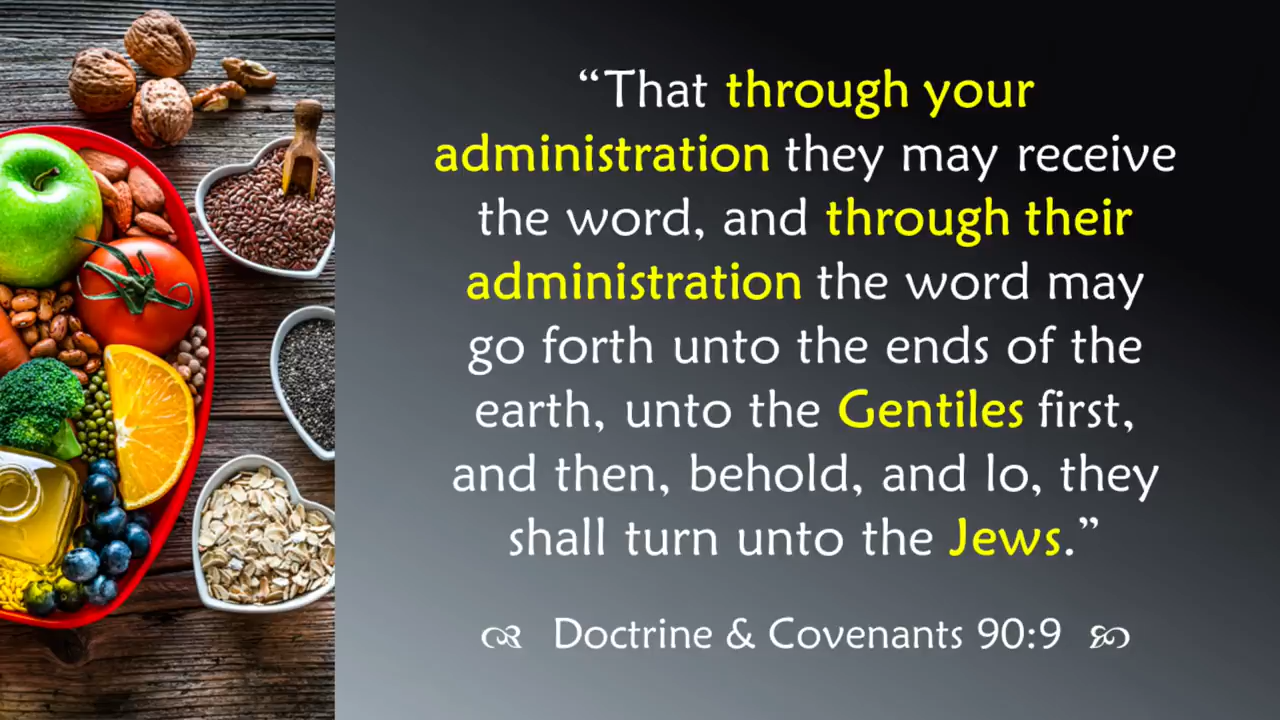 “That through your
administration they may receive
the word, and through their
administration the word may
go forth unto the ends of the
earth, unto the Gentiles first,
and then, behold, and lo, they
shall turn unto the Jews.”
Doctrine & Covenants 90:9